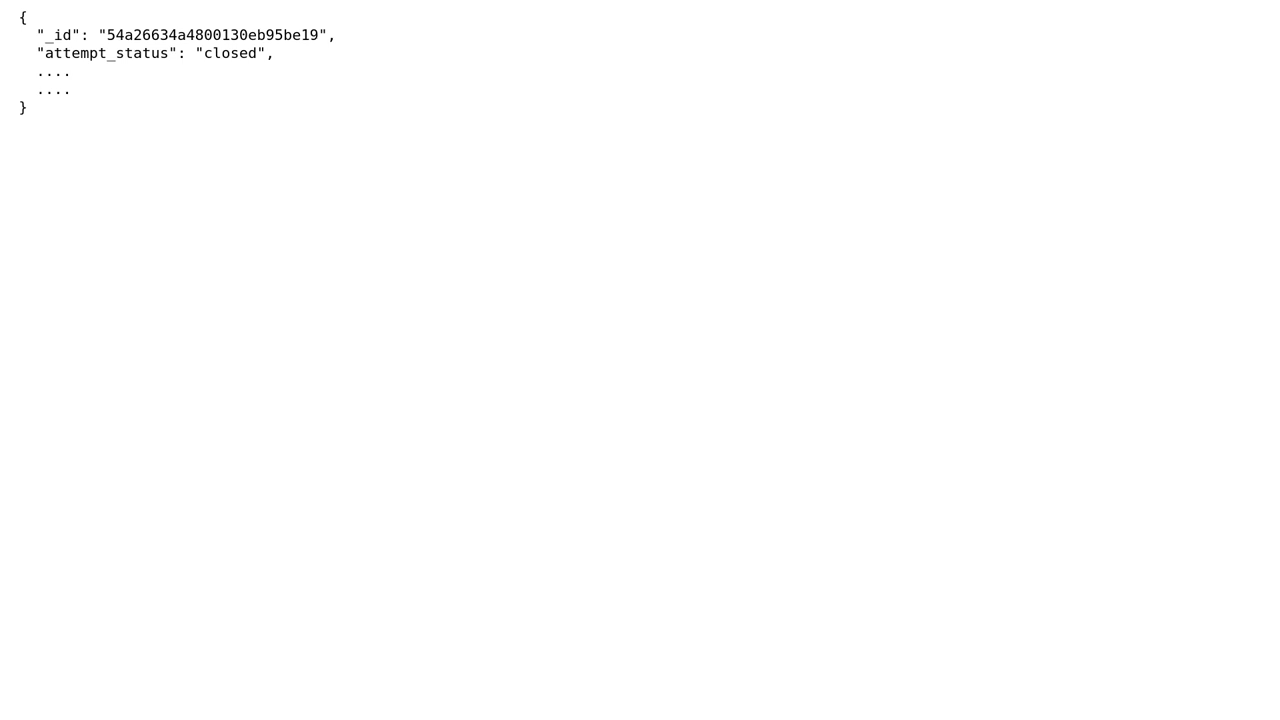 {
  "_id": "54a26634a4800130eb95be19",
  "attempt_status": "closed",
  ....
  ....
}